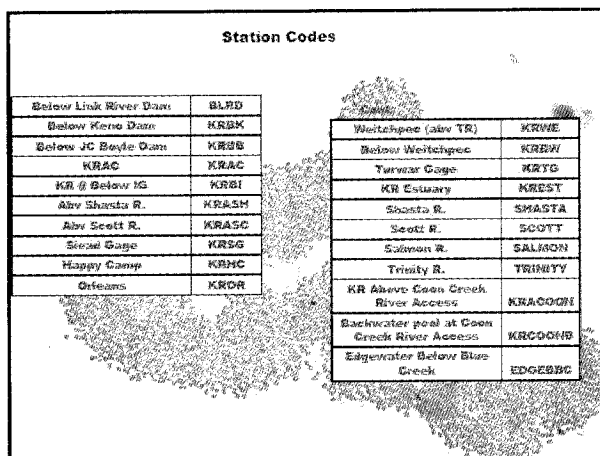 Station Codes
Below Link River Dam BLRD
Below Keno Dam KRBK
Below JC Boyle Dam KRBB
KRAC KRAC
KR @ Below IG KRBI
Abv Shasta R. KRASH
Abv Scott R. KRASC
Siead Gage KRSG
Happy Camp KRHC
Orleans KROR
Weitchpec (abv TR) KRWE
Below Weitchpec KRBW
Turwar Gage KRTG
KR Estuary KREST
Shasta R. SHASTA
Scott R. SCOTT
Salmon R. SALMON
Trinity R. TRINITY
KR Above Coon Creek
River Access KRACOON
Backwater pool at Coon
Creek River Access KRCOONB
Edgewater Below Blue
Creek EDGEBBC